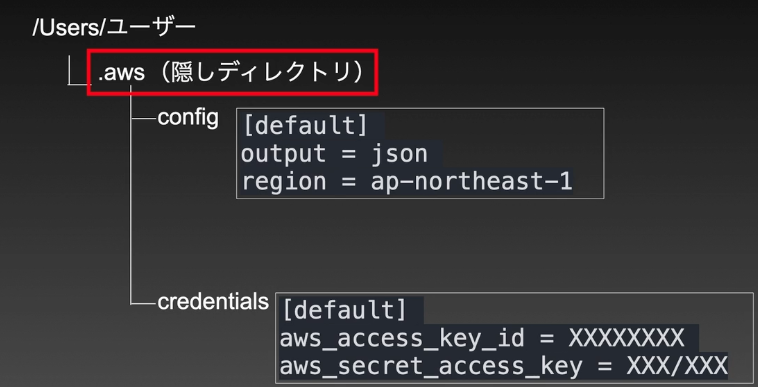 /Users/ユーザー
.aws（隠しディレクトリ）
config
[default]
output = json
region = ap-northeast-1
credentials
[default]
aws_access_key_id = XXXXXXXX
aws_secret_access_key = XXX/XXX